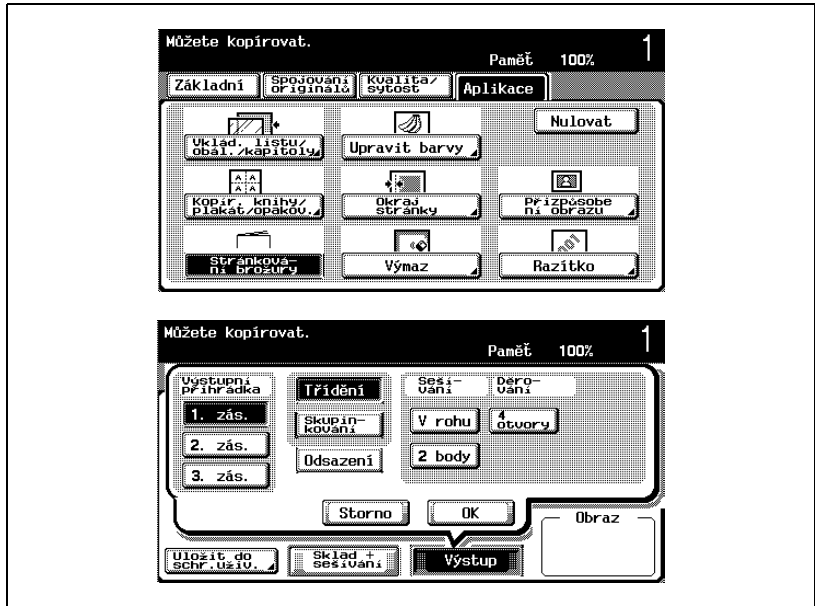 Můžete kopírovat.
Paměť 100% 1
Základní
Spojování
originálů
Kvalita/
sytost
Aplikace
Nulovat
Vklád. listu/
obál./kapitoly
Upravit barvy
A A
A A
Kopír. knihy/
plakát/opakov.
Okraj
stránky
Přizpůsobe
ní obrazu
Stránková-
ní brožury
Výmaz
Razítko
Můžete kopírovat.
Paměť 100% 1
Výstupní
přihrádka
1. zás.
2. zás.
3. zás.
Třídění
Skupin-
kování
Odsazení
Seší-
vání
V rohu
2 body
Děro-
vání
4
otvory
Storno
OK
Obraz
Uložit do
schr.uživ.
Sklad +
sešívání
Výstup